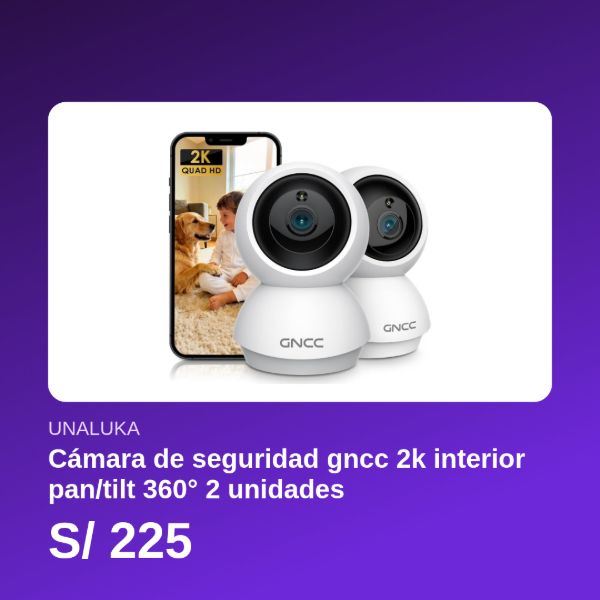 2K
QUAD HD
GNCC
GNCC
UNALUKA
Cámara de seguridad gncc 2k interior
pan/tilt 360° 2 unidades
S/ 225